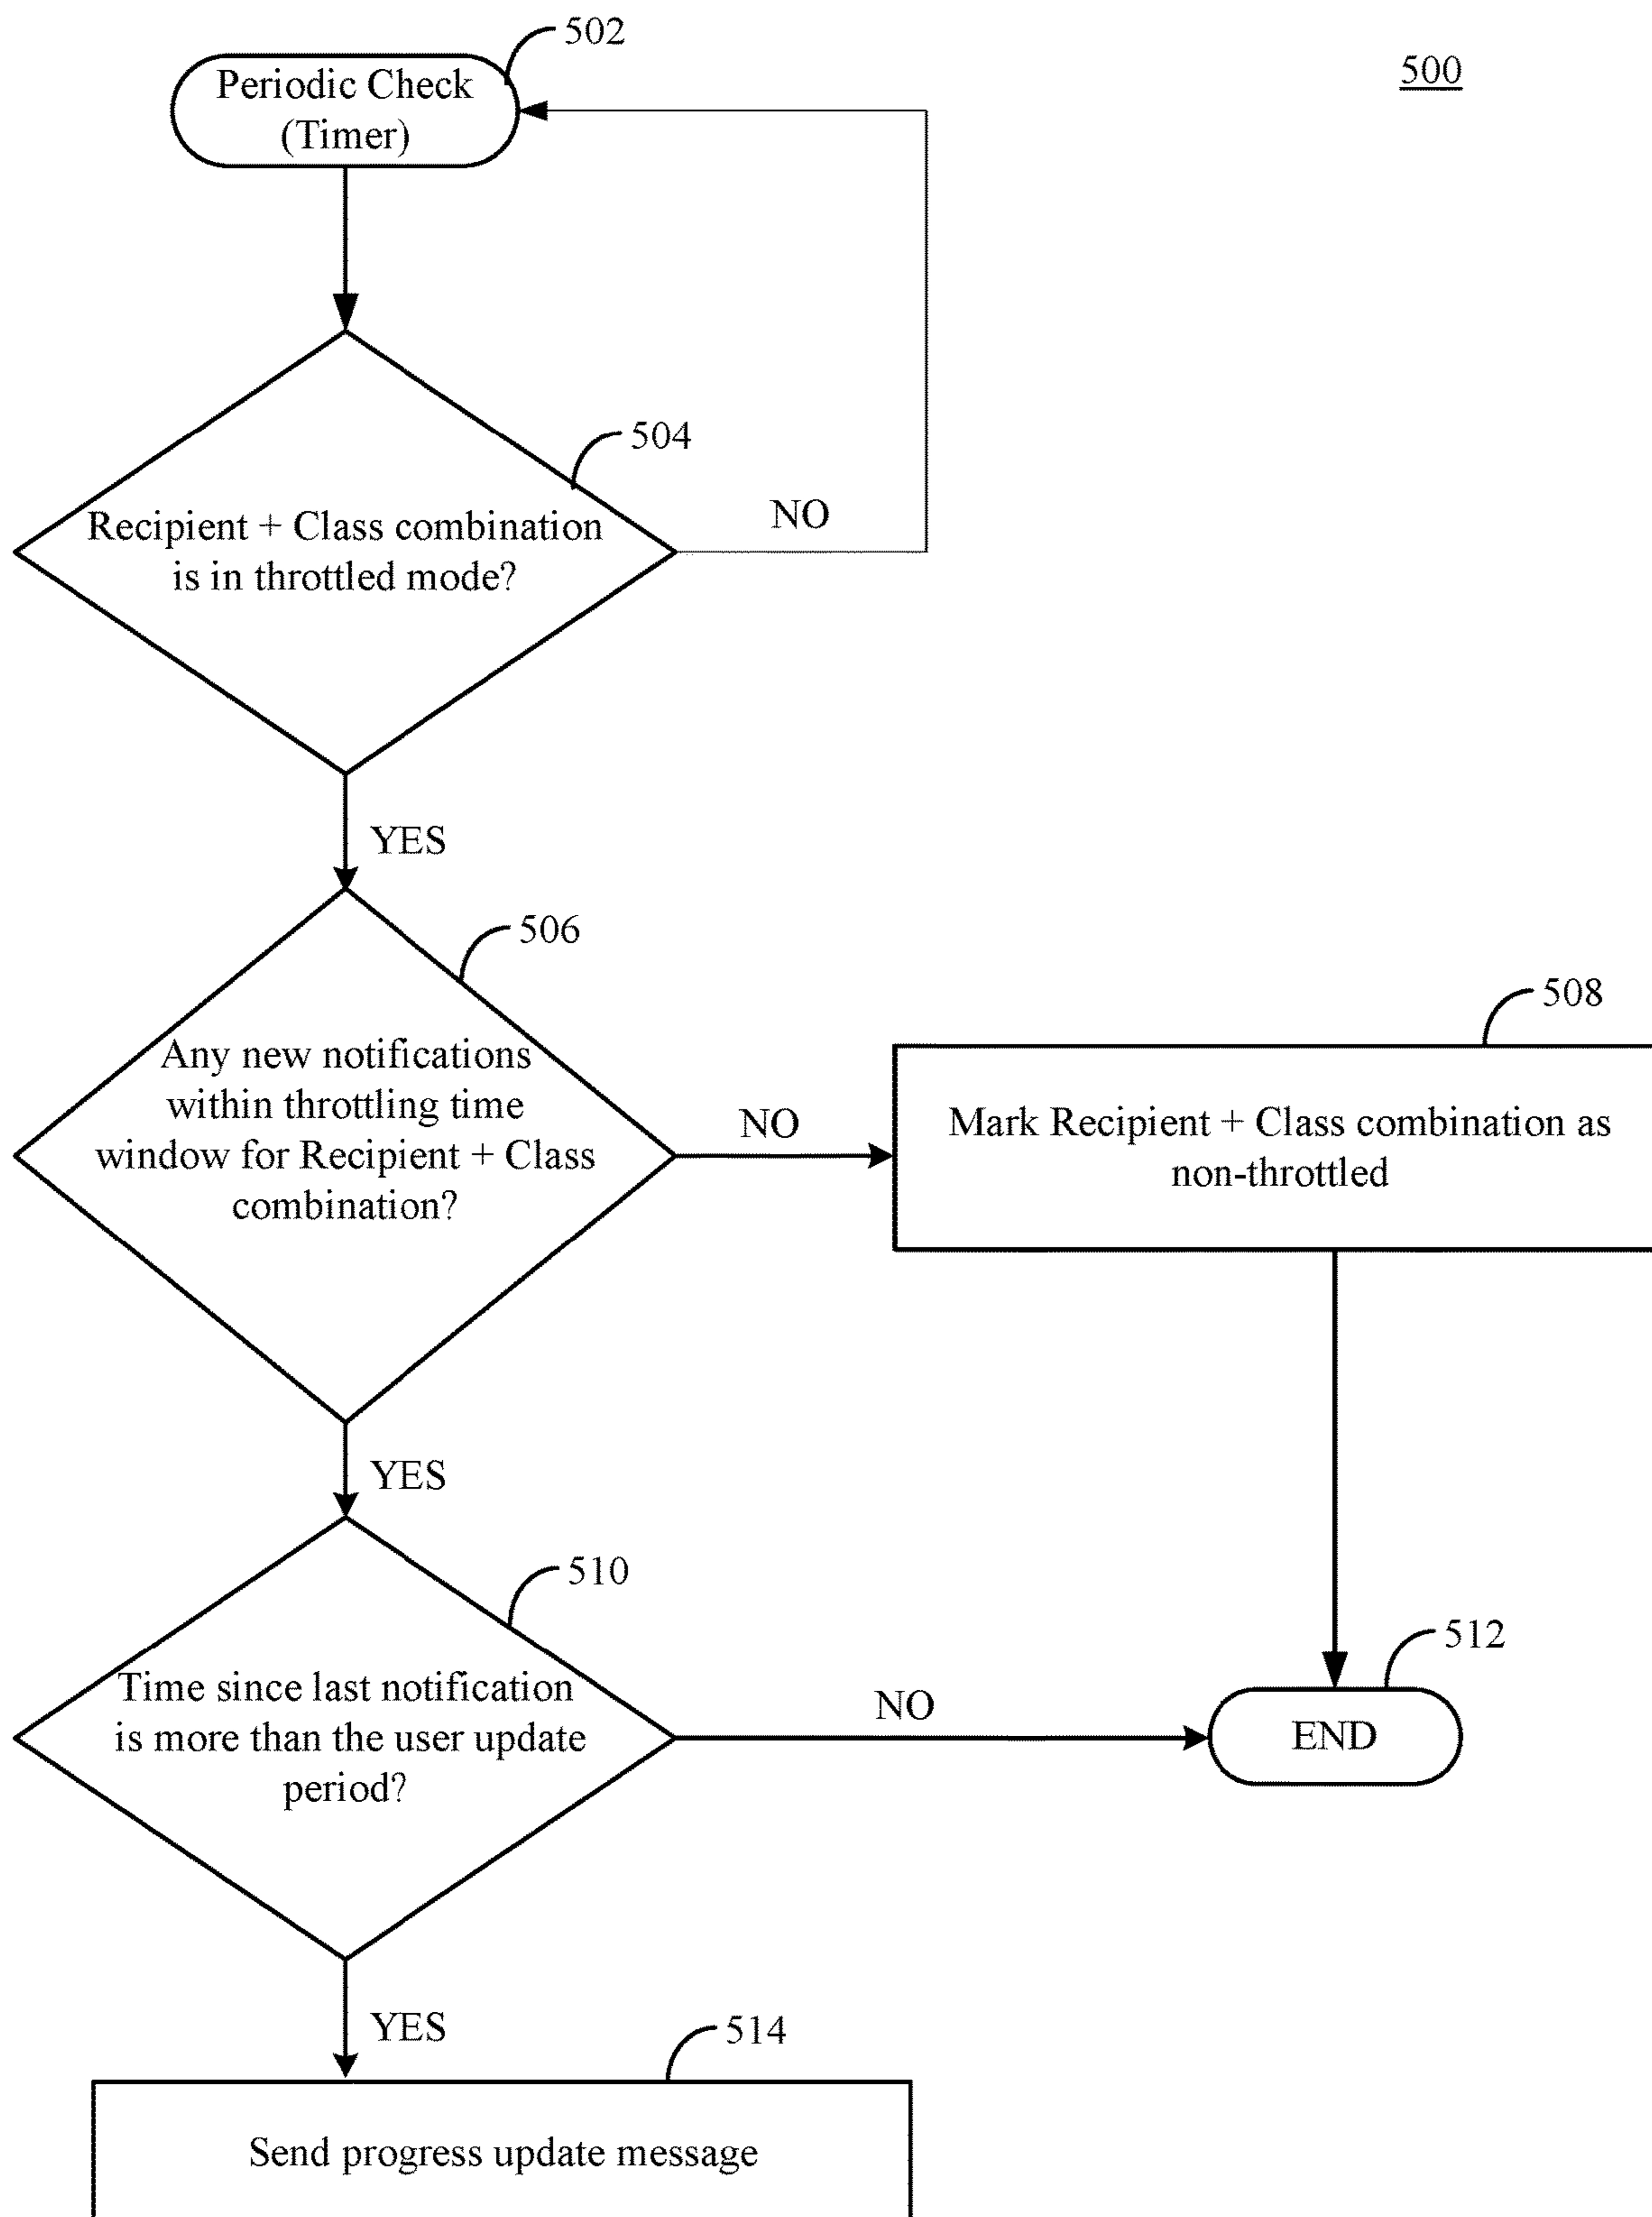 502
500
Periodic Check
(Timer)
504
Recipient + Class combination
is in throttled mode?
NO
YES
506
Any new notifications
within throttling time
window for Recipient + Class
combination?
NO
508
Mark Recipient + Class combination as
non-throttled
YES
510
Time since last notification
is more than the user update
period?
NO
512
END
YES
514
Send progress update message